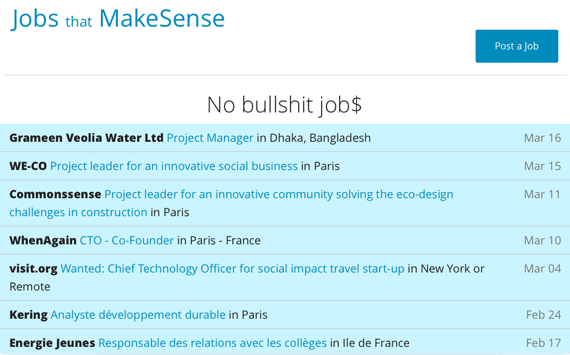 Jobs that MakeSense
Post a Job
No bullshit job$
Grameen Veolia Water Ltd Project Manager in Dhaka, Bangladesh Mar 16
WE-CO Project leader for an innovative social business in Paris Mar 15
Commonssense Project leader for an innovative community solving the eco-design Mar 11
challenges in construction in Paris
WhenAgain CTO - Co-Founder in Paris - France Mar 10
visit.org Wanted: Chief Technology Officer for social impact travel start-up in New York or Mar 04
Remote
Kering Analyste développement durable in Paris Feb 24
Energie Jeunes Responsable des relations avec les collèges in Ile de France Feb 17